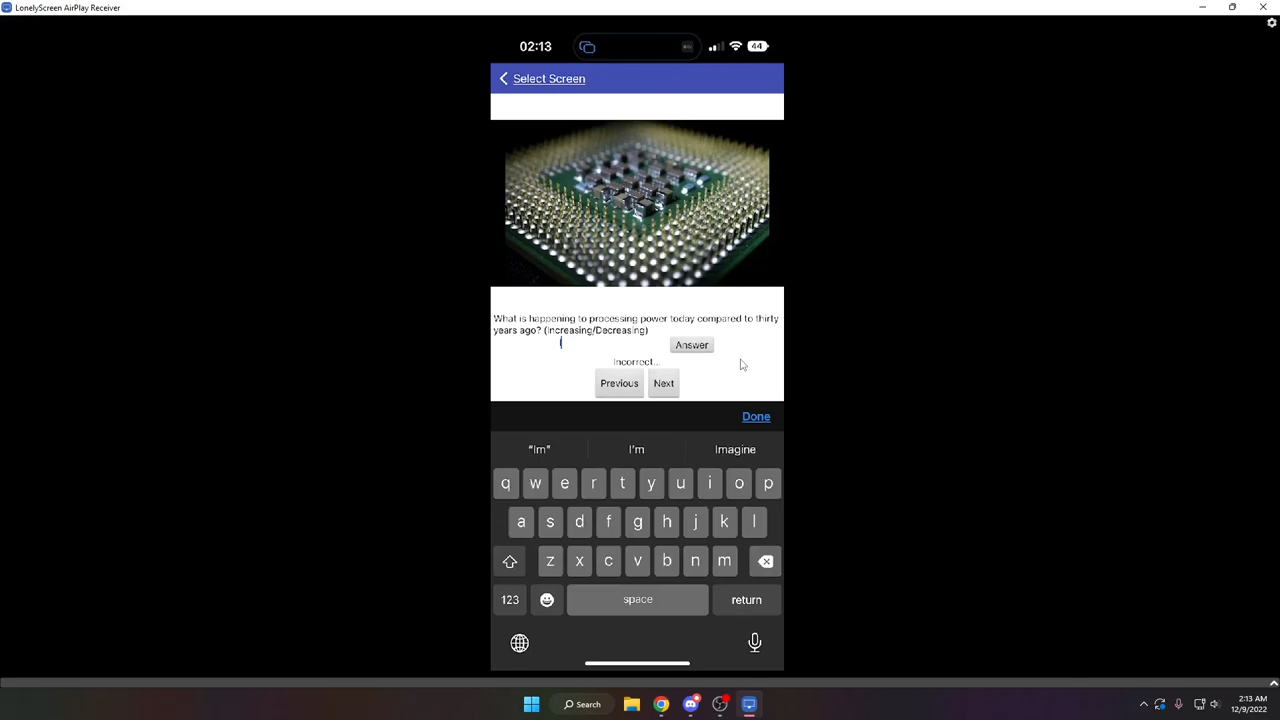 LonelyScreen AirPlay Receiver
02:13
44
Select Screen
What is happening to processing power today compared to thirty
years ago? (Increasing/Decreasing)
Answer
Incorrect...
Previous Next
Done
"Im" I'm Imagine
q w e r t y u i o p
a s d f g h j k l
z x c v b n m
123 space return
Search
2:13 AM
12/9/2022